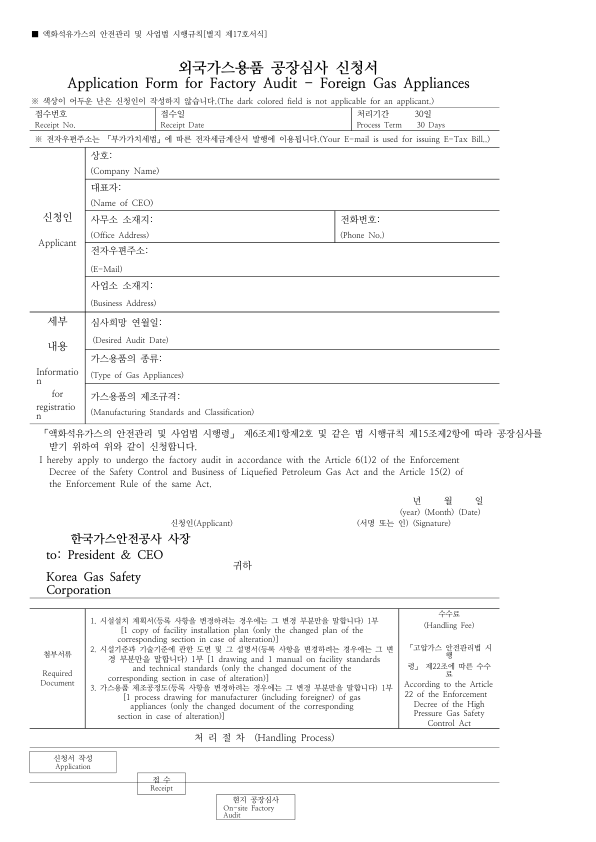 ■ 액화석유가스의 안전관리 및 사업법 시행규칙[별지 제17호서식]
외국가스용품 공장심사 신청서
Application Form for Factory Audit - Foreign Gas Appliances
※ 색상이 어두운 난은 신청인이 작성하지 않습니다.(The dark colored field is not applicable for an applicant.)
접수번호 접수일 처리기간 30일
Receipt No. Receipt Date Process Term 30 Days
※ 전자우편주소는 「부가가치세법」에 따른 전자세금계산서 발행에 이용됩니다.(Your E-mail is used for issuing E-Tax Bill.)
신청인
Applicant
상호:
(Company Name)
대표자:
(Name of CEO)
사무소 소재지: 전화번호:
(Office Address) (Phone No.)
전자우편주소:
(E-Mail)
사업소 소재지:
(Business Address)
세부
내용
Informatio
n
for
registratio
n
심사희망 연월일:
(Desired Audit Date)
가스용품의 종류:
(Type of Gas Appliances)
가스용품의 제조규격:
(Manufacturing Standards and Classification)
「액화석유가스의 안전관리 및 사업법 시행령」 제6조제1항제2호 및 같은 법 시행규칙 제15조제2항에 따라 공장심사를
받기 위하여 위와 같이 신청합니다.
I hereby apply to undergo the factory audit in accordance with the Article 6(1)2 of the Enforcement
Decree of the Safety Control and Business of Liquefied Petroleum Gas Act and the Article 15(2) of
the Enforcement Rule of the same Act.
년 월 일
(year) (Month) (Date)
신청인(Applicant) (서명 또는 인) (Signature)
한국가스안전공사 사장
to: President & CEO
귀하
Korea Gas Safety
Corporation
첨부서류
Required
Document
1. 시설설치 계획서(등록 사항을 변경하려는 경우에는 그 변경 부분만을 말합니다) 1부
[1 copy of facility installation plan (only the changed plan of the
corresponding section in case of alteration)]
2. 시설기준과 기술기준에 관한 도면 및 그 설명서(등록 사항을 변경하려는 경우에는 그 변
경 부분만을 말합니다) 1부 [1 drawing and 1 manual on facility standards
and technical standards (only the changed document of the
corresponding section in case of alteration)]
3. 가스용품 제조공정도(등록 사항을 변경하려는 경우에는 그 변경 부분만을 말합니다) 1부
[1 process drawing for manufacturer (including foreigner) of gas
appliances (only the changed document of the corresponding
section in case of alteration)]
수수료
(Handling Fee)
「고압가스 안전관리법 시
행
령」 제22조에 따른 수수
료
According to the Article
22 of the Enforcement
Decree of the High
Pressure Gas Safety
Control Act
처 리 절 차 (Handling Process)
신청서 작성
Application
접 수
Receipt
현지 공장심사
On-site Factory
Audit